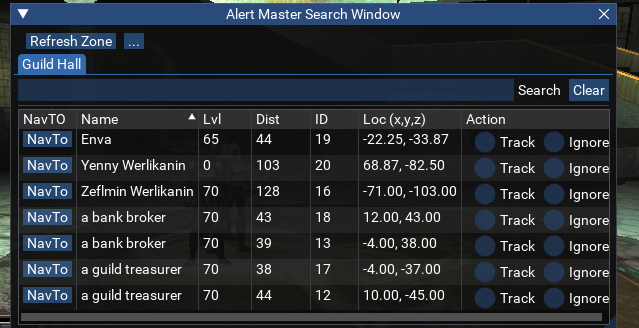 Alert Master Search Window
Refresh Zone ...
Guild Hall
Search Clear
NavTO Name Lvl Dist ID Loc (x,y,z) Action
NavTo Enva 65 44 19 -22.25, -33.87 Track Ignore
NavTo Yenny Werlikanin 0 103 20 68.87, -82.50 Track Ignore
NavTo Zeflmin Werlikanin 70 128 16 -71.00, -103.00 Track Ignore
NavTo a bank broker 70 43 18 12.00, 43.00 Track Ignore
NavTo a bank broker 70 39 13 -4.00, 38.00 Track Ignore
NavTo a guild treasurer 70 38 17 -4.00, -37.00 Track Ignore
NavTo a guild treasurer 70 44 12 10.00, -45.00 Track Ignore